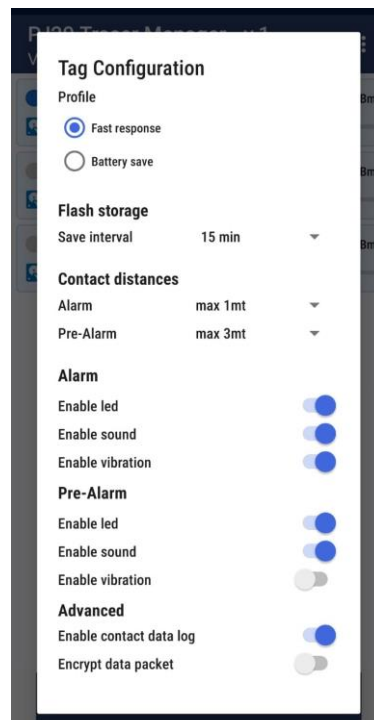 Tag Configuration
Profile
Fast response
Battery save
Flash storage
Save interval 15 min
Contact distances
Alarm max 1mt
Pre-Alarm max 3mt
Alarm
Enable led
Enable sound
Enable vibration
Pre-Alarm
Enable led
Enable sound
Enable vibration
Advanced
Enable contact data log
Encrypt data packet